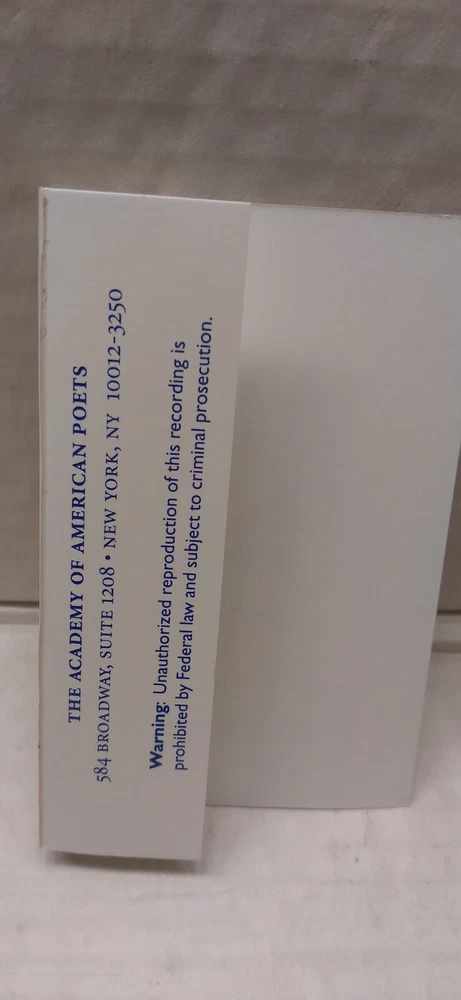 THE ACADEMY OF AMERICAN POETS
584 BROADWAY, SUITE 1208 • NEW YORK, NY 10012-3250
Warning: Unauthorized reproduction of this recording is
prohibited by Federal law and subject to criminal prosecution.